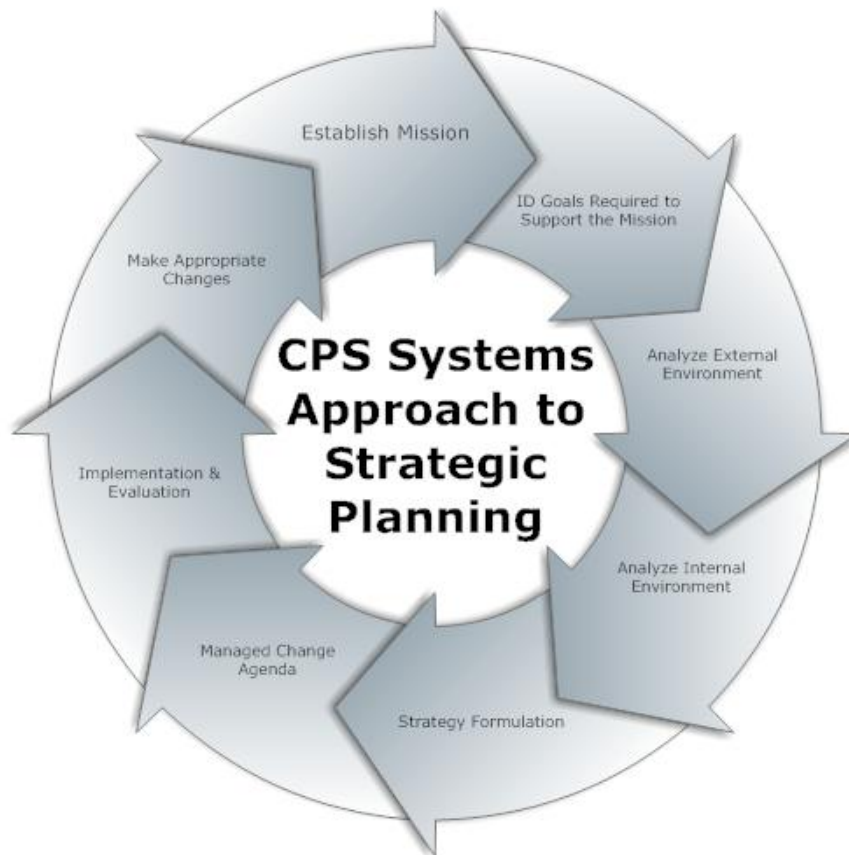 Establish Mission
ID Goals Required to
Support the Mission
Analyze External
Environment
Analyze Internal
Environment
Strategy Formulation
Managed Change
Agenda
Implementation &
Evaluation
Make Appropriate
Changes
CPS Systems
Approach to
Strategic
Planning